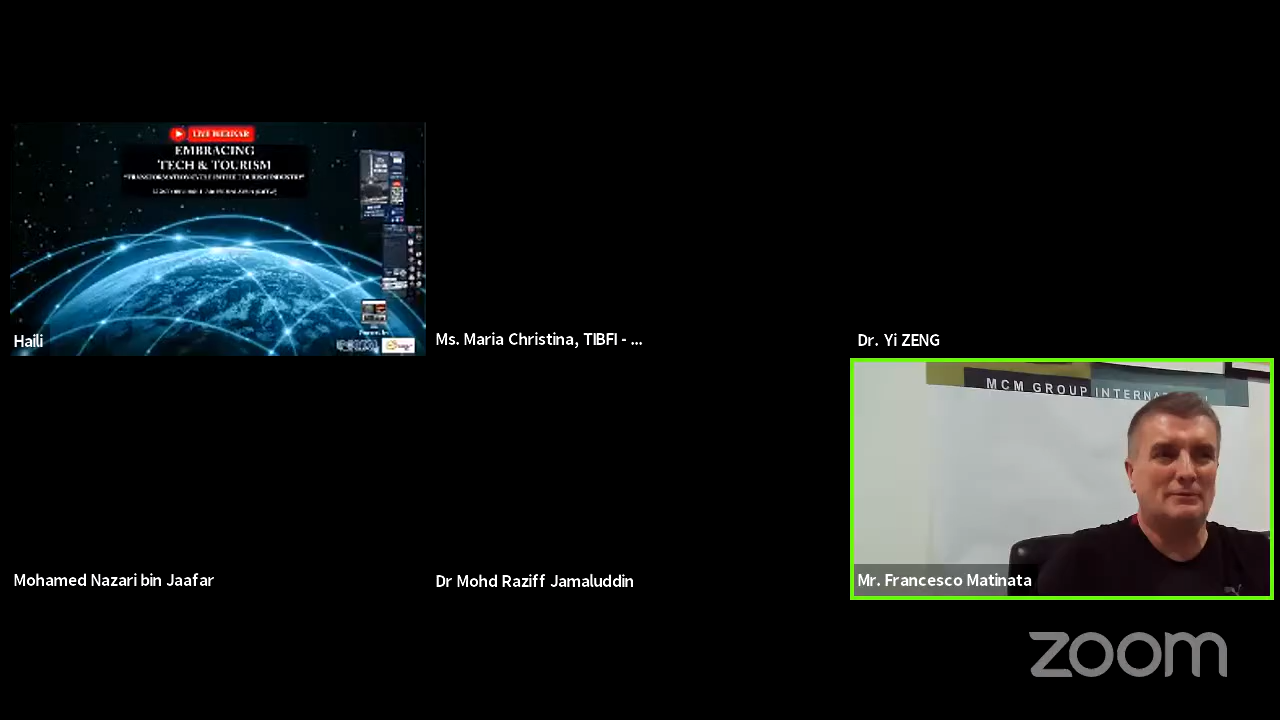 LIVE WEBINAR
EMBRACING
TECH & TOURISM
Haili
Ms. Maria Christina, TIBFI - ...
Dr. Yi ZENG
MCM GROUP INTERNA
Mohamed Nazari bin Jaafar
Dr Mohd Raziff Jamaluddin
Mr. Francesco Matinata
zoom